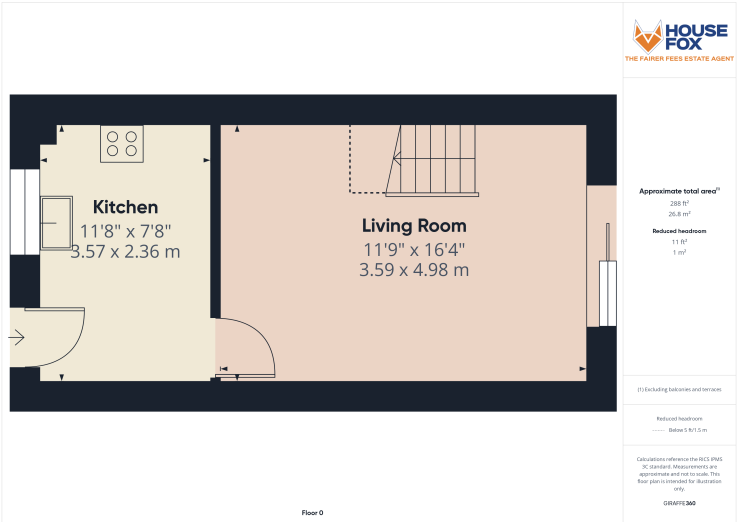 HOUSE
FOX
THE FAIRER FEES ESTATE AGENT
Kitchen
11'8" x 7'8"
3.57 x 2.36 m
Living Room
11'9" x 16'4"
3.59 x 4.98 m
Floor 0
Approximate total area⁽¹⁾
288 ft²
26.8 m²
Reduced headroom
11 ft²
1 m²
(1) Excluding balconies and terraces
Reduced headroom
Below 5 ft/1.5 m
Calculations reference the RICS IPMS
3C standard. Measurements are
approximate and not to scale. This
floor plan is intended for illustration
only.
GIRAFFE360